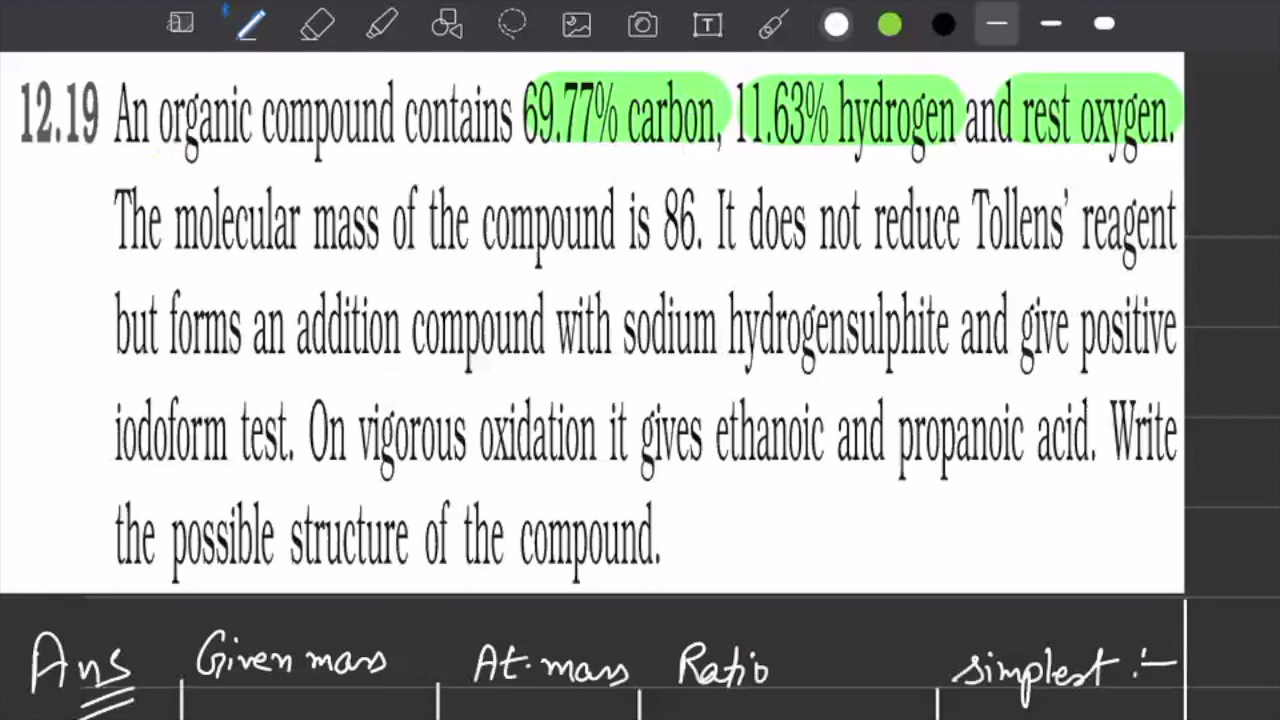 12.19 An organic compound contains 69.77% carbon, 11.63% hydrogen and rest oxygen.
The molecular mass of the compound is 86. It does not reduce Tollens’ reagent
but forms an addition compound with sodium hydrogensulphite and give positive
iodoform test. On vigorous oxidation it gives ethanoic and propanoic acid. Write
the possible structure of the compound.
Ans Given mass At. mass Ratio simplest :-